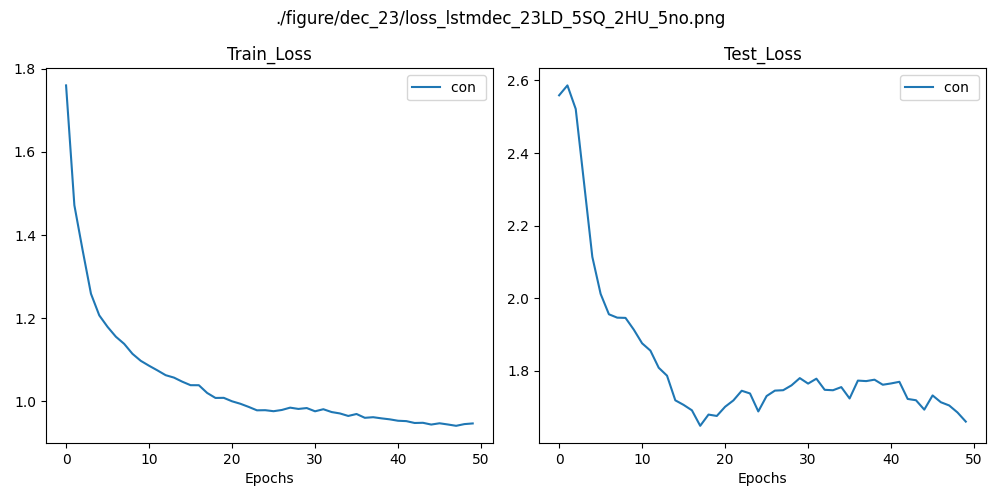 ./figure/dec_23/loss_lstmdec_23LD_5SQ_2HU_5no.png
Train_Loss
con
1.8
1.6
1.4
1.2
1.0
0 10 20 30 40 50
Epochs
Test_Loss
con
2.6
2.4
2.2
2.0
1.8
0 10 20 30 40 50
Epochs